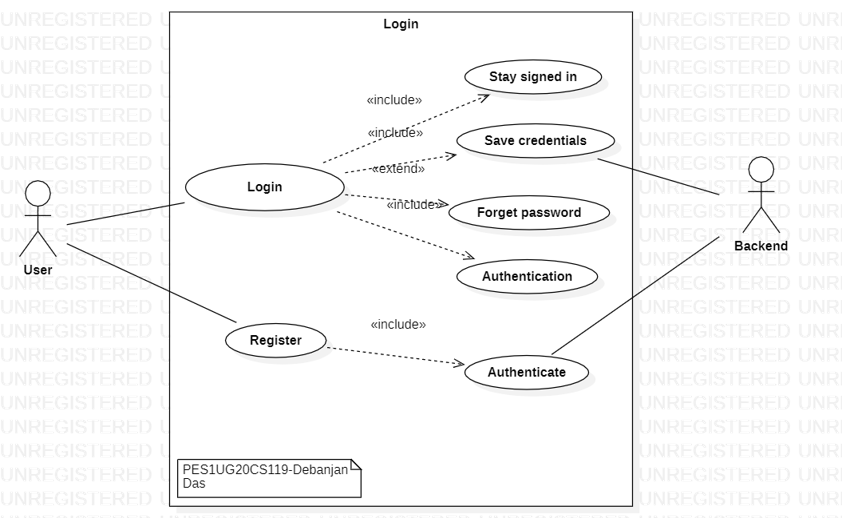 Login
Stay signed in
«include»
«include»
Save credentials
«extend»
Login
«include»
Forget password
Backend
User
Authentication
«include»
Register
Authenticate
PES1UG20CS119-Debanjan
Das
UNREGISTERED